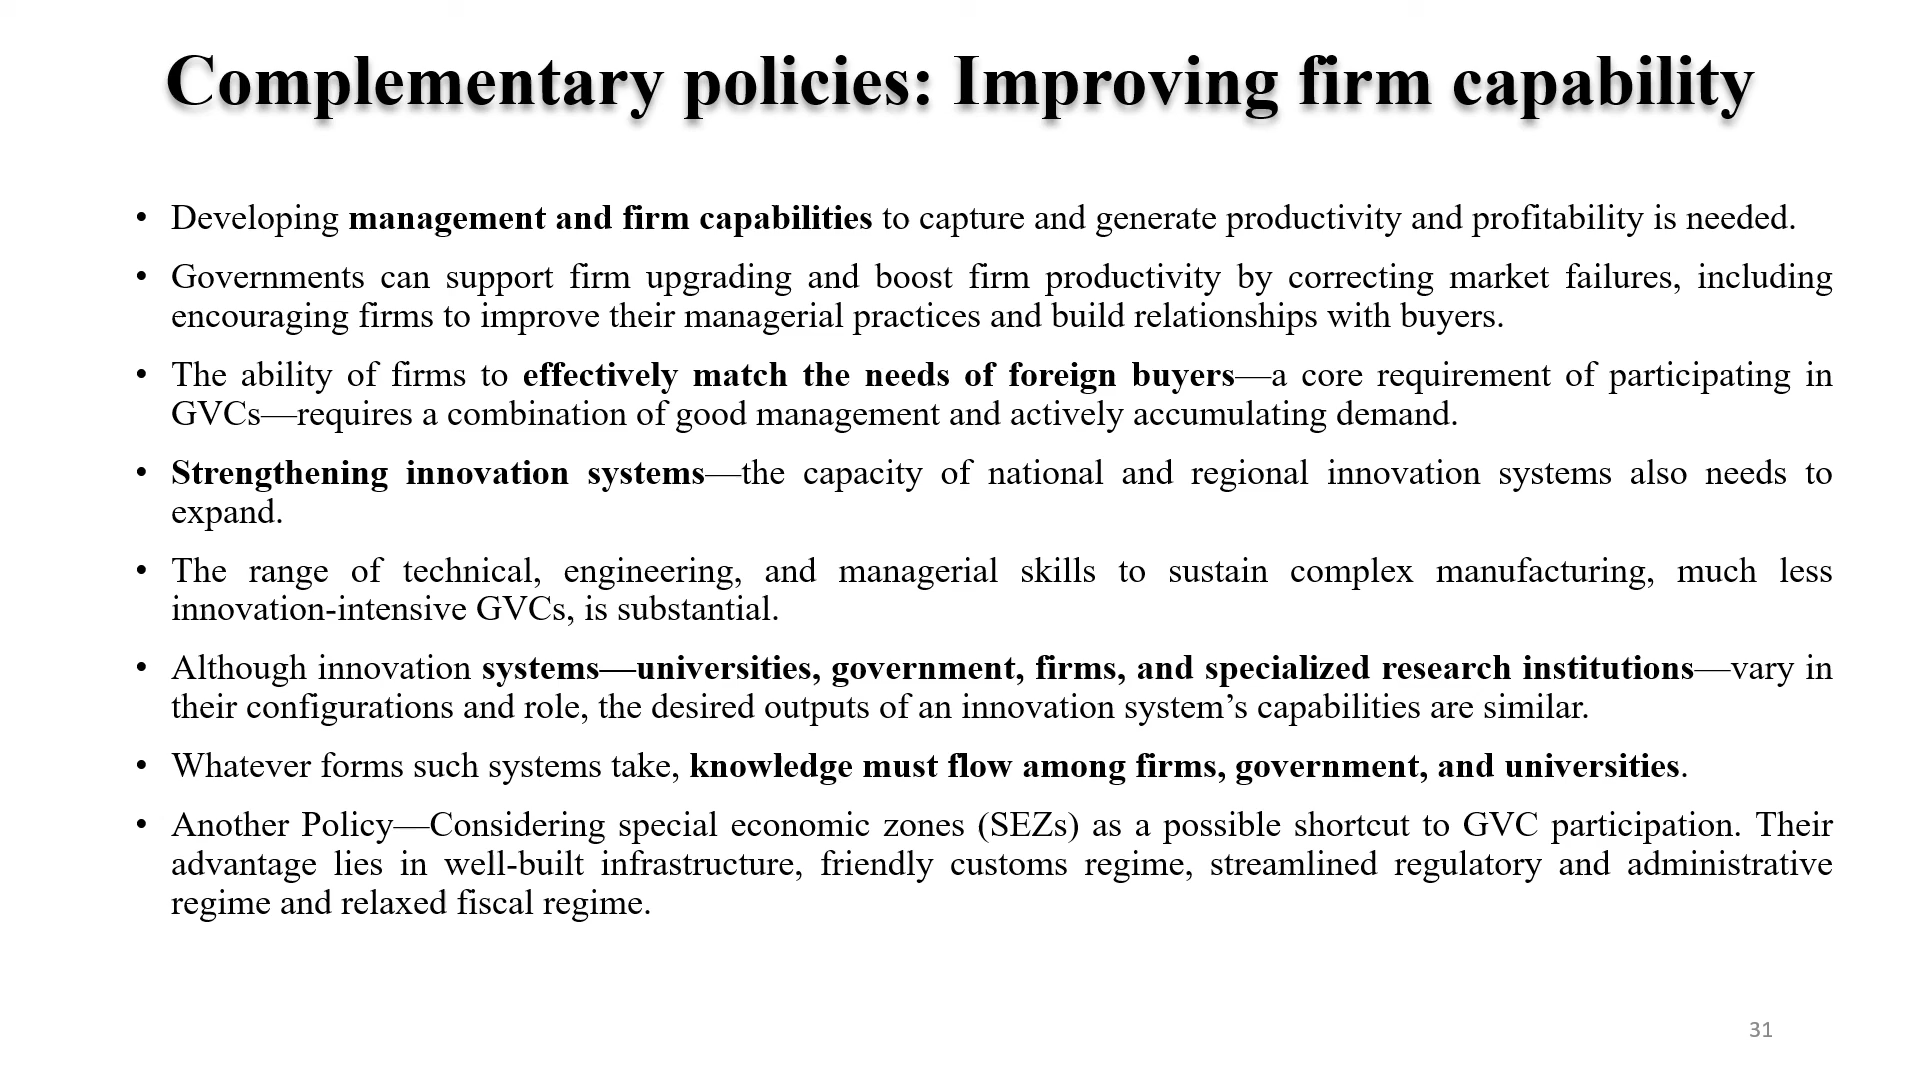 Complementary policies: Improving firm capability
• Developing management and firm capabilities to capture and generate productivity and profitability is needed.
• Governments can support firm upgrading and boost firm productivity by correcting market failures, including
encouraging firms to improve their managerial practices and build relationships with buyers.
• The ability of firms to effectively match the needs of foreign buyers—a core requirement of participating in
GVCs—requires a combination of good management and actively accumulating demand.
• Strengthening innovation systems—the capacity of national and regional innovation systems also needs to
expand.
• The range of technical, engineering, and managerial skills to sustain complex manufacturing, much less
innovation-intensive GVCs, is substantial.
• Although innovation systems—universities, government, firms, and specialized research institutions—vary in
their configurations and role, the desired outputs of an innovation system’s capabilities are similar.
• Whatever forms such systems take, knowledge must flow among firms, government, and universities.
• Another Policy—Considering special economic zones (SEZs) as a possible shortcut to GVC participation. Their
advantage lies in well-built infrastructure, friendly customs regime, streamlined regulatory and administrative
regime and relaxed fiscal regime.
31